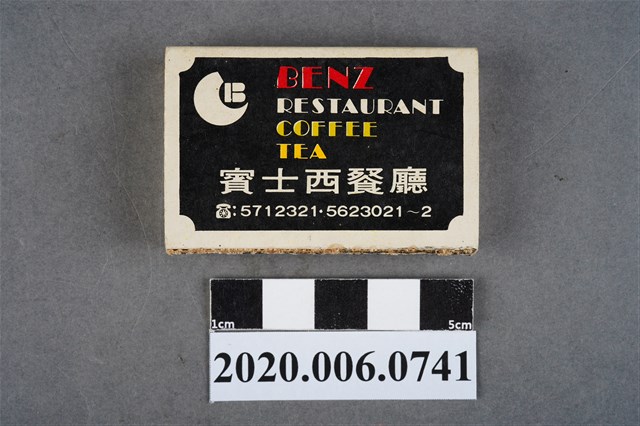 B
BENZ
RESTAURANT
COFFEE
TEA
賓士西餐廳
☎:5712321·5623021~2
1cm 5cm
2020.006.0741